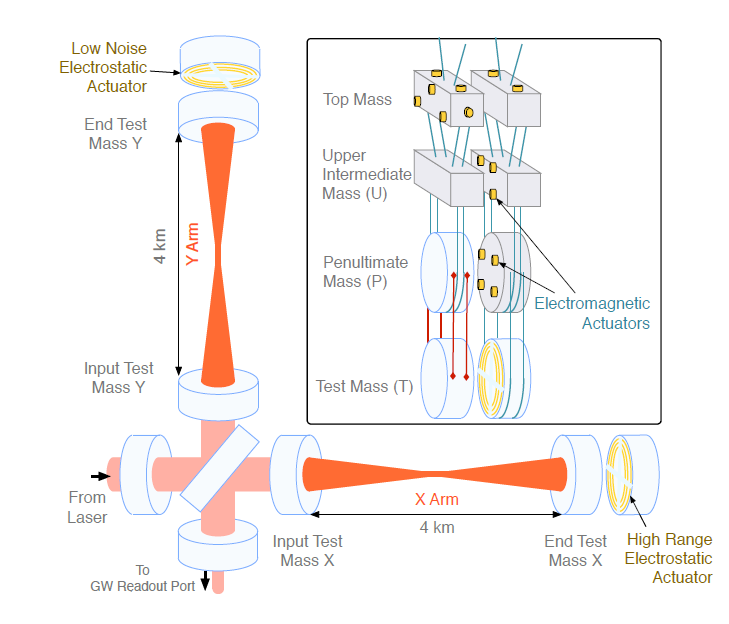 Low Noise
Electrostatic
Actuator
End Test
Mass Y
4 km
Y Arm
Input Test
Mass Y
From
Laser
To
GW Readout Port
Input Test
Mass X
X Arm
4 km
End Test
Mass X
High Range
Electrostatic
Actuator
Top Mass
Upper
Intermediate
Mass (U)
Penultimate
Mass (P)
Electromagnetic
Actuators
Test Mass (T)